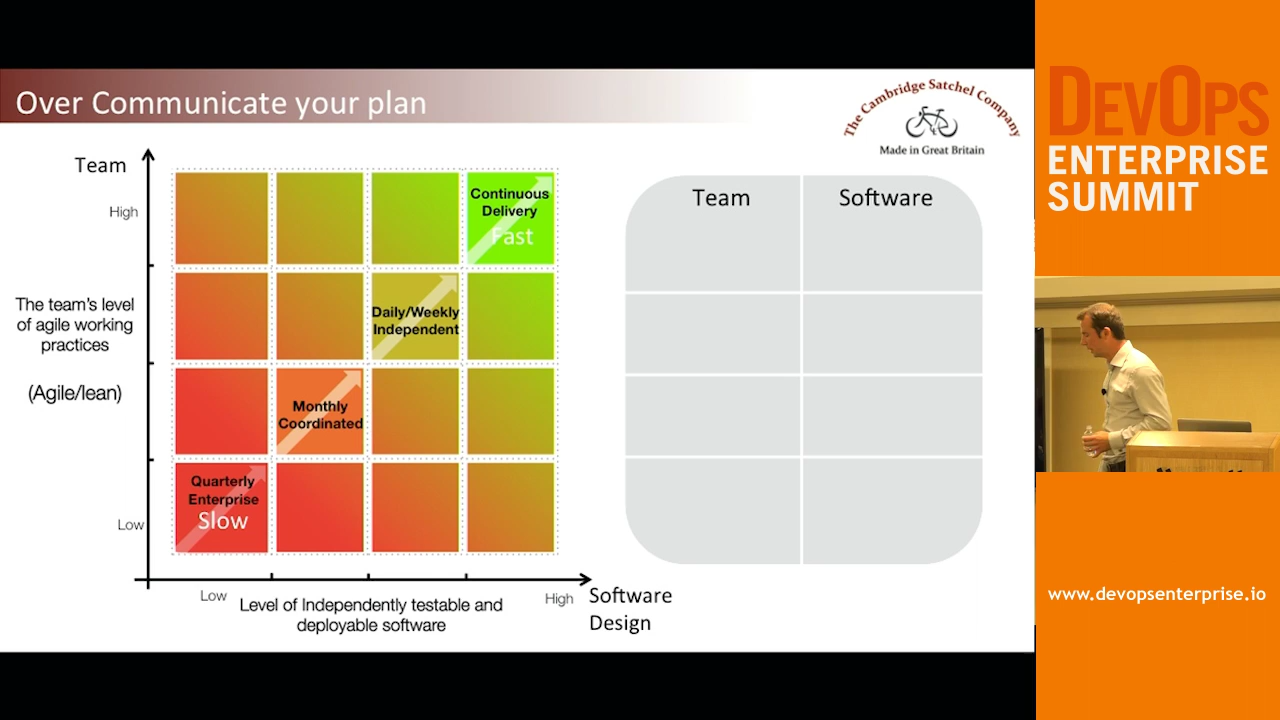 Over Communicate your plan
The Cambridge Satchel Company
Made in Great Britain
Team
High
The team's level
of agile working
practices
(Agile/lean)
Low
Continuous
Delivery
Fast
Daily/Weekly
Independent
Monthly
Coordinated
Quarterly
Enterprise
Slow
Low
Level of Independently testable and
deployable software
High
Software
Design
Team
Software
DEVOPS
ENTERPRISE
SUMMIT
www.devopsenterprise.io